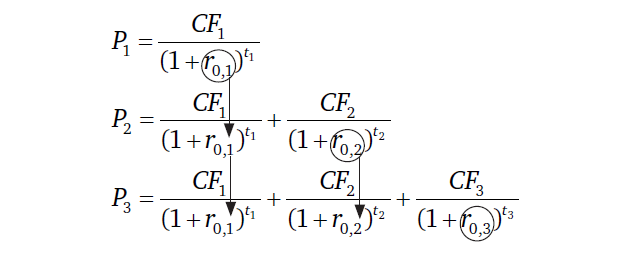 P₁ = CF₁ / (1 + r₀,₁)^t₁
P₂ = CF₁ / (1 + r₀,₁)^t₁ + CF₂ / (1 + r₀,₂)^t₂
P₃ = CF₁ / (1 + r₀,₁)^t₁ + CF₂ / (1 + r₀,₂)^t₂ + CF₃ / (1 + r₀,₃)^t₃